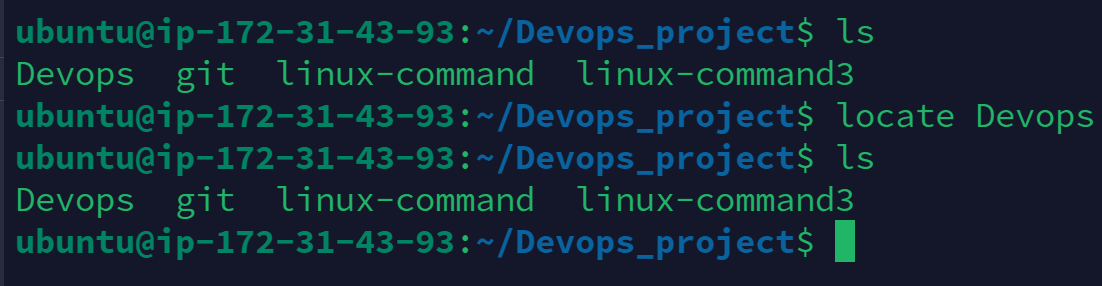 ubuntu@ip-172-31-43-93:~/Devops_project$ ls
Devops  git  linux-command  linux-command3
ubuntu@ip-172-31-43-93:~/Devops_project$ locate Devops
ubuntu@ip-172-31-43-93:~/Devops_project$ ls
Devops  git  linux-command  linux-command3
ubuntu@ip-172-31-43-93:~/Devops_project$